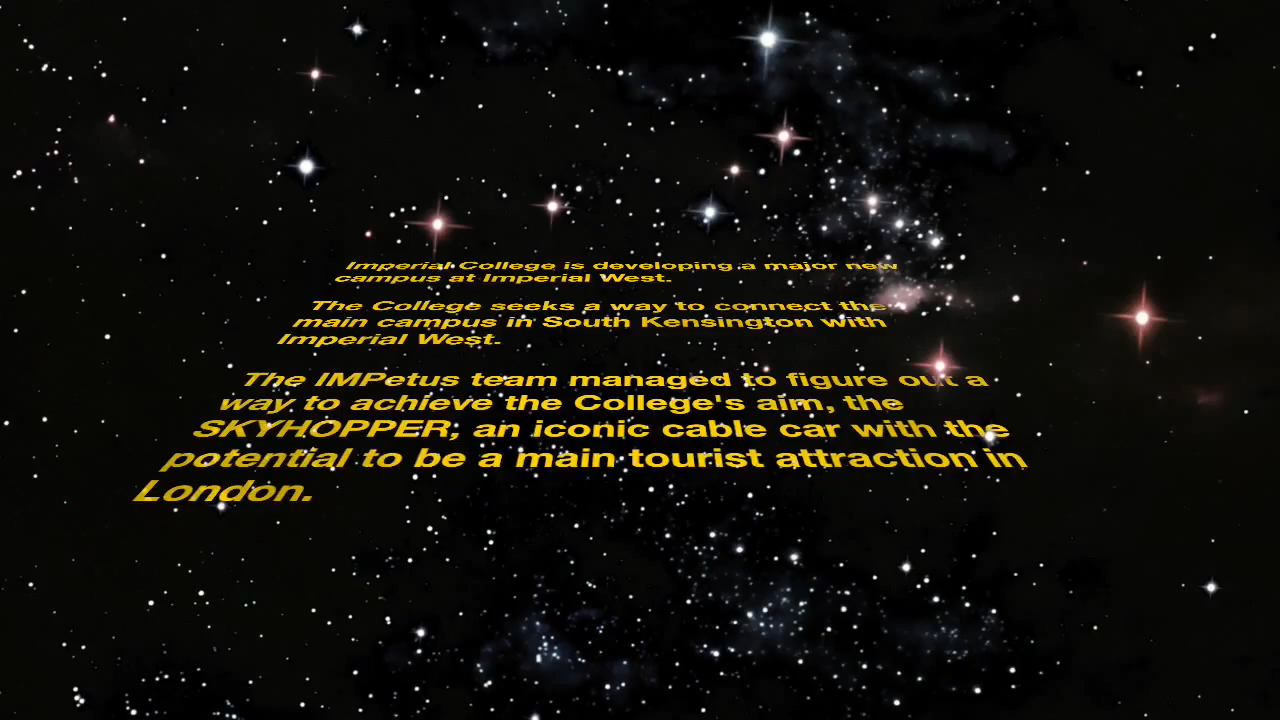 Imperial College is developing a major new
campus at Imperial West.
The College seeks a way to connect the
main campus in South Kensington with
Imperial West.
The IMPetus team managed to figure out a
way to achieve the College's aim, the
SKYHOPPER, an iconic cable car with the
potential to be a main tourist attraction in
London.